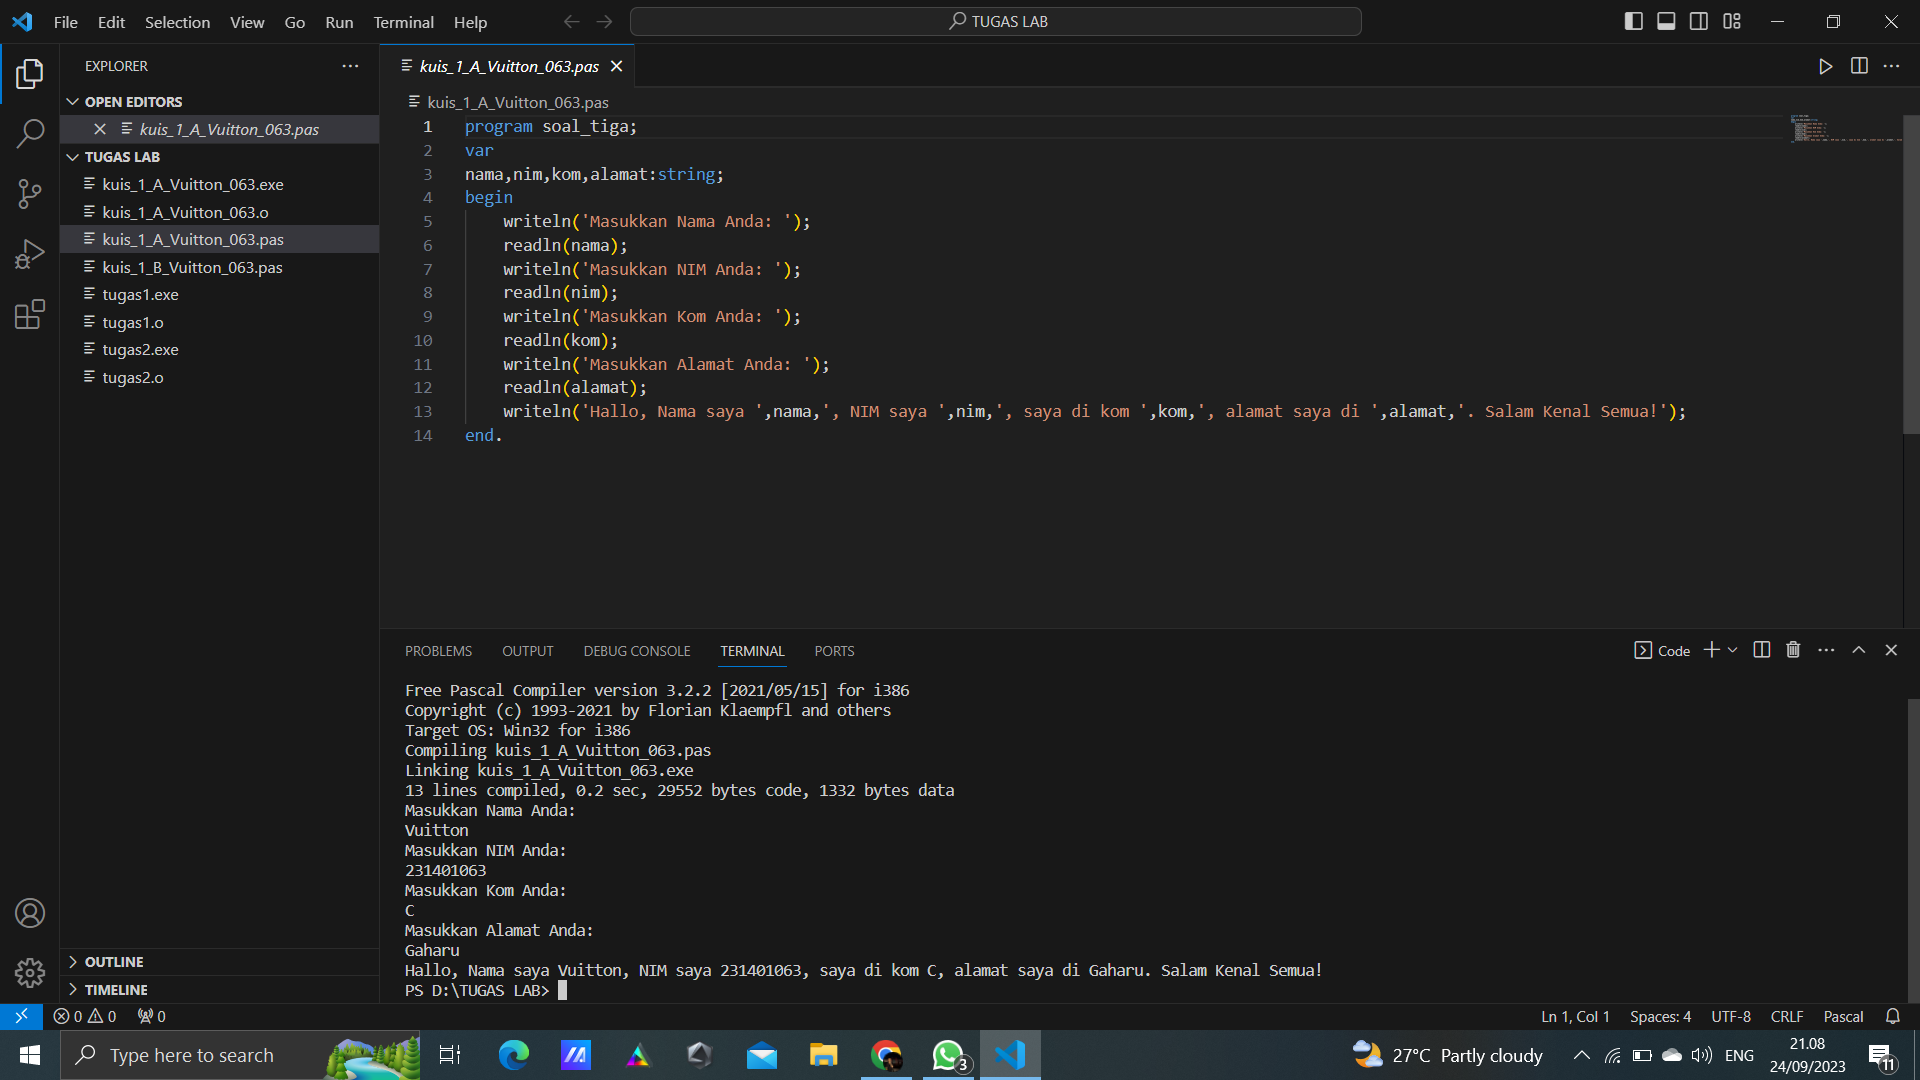 File Edit Selection View Go Run Terminal Help
TUGAS LAB
EXPLORER
OPEN EDITORS
kuis_1_A_Vuitton_063.pas
TUGAS LAB
kuis_1_A_Vuitton_063.exe
kuis_1_A_Vuitton_063.o
kuis_1_A_Vuitton_063.pas
kuis_1_B_Vuitton_063.pas
tugas1.exe
tugas1.o
tugas2.exe
tugas2.o
OUTLINE
TIMELINE
kuis_1_A_Vuitton_063.pas
kuis_1_A_Vuitton_063.pas
1 program soal_tiga;
2 var
3 nama,nim,kom,alamat:string;
4 begin
5 writeln('Masukkan Nama Anda: ');
6 readln(nama);
7 writeln('Masukkan NIM Anda: ');
8 readln(nim);
9 writeln('Masukkan Kom Anda: ');
10 readln(kom);
11 writeln('Masukkan Alamat Anda: ');
12 readln(alamat);
13 writeln('Hallo, Nama saya ',nama,', NIM saya ',nim,', saya di kom ',kom,', alamat saya di ',alamat,'. Salam Kenal Semua!');
14 end.
PROBLEMS OUTPUT DEBUG CONSOLE TERMINAL PORTS
Code
Free Pascal Compiler version 3.2.2 [2021/05/15] for i386
Copyright (c) 1993-2021 by Florian Klaempfl and others
Target OS: Win32 for i386
Compiling kuis_1_A_Vuitton_063.pas
Linking kuis_1_A_Vuitton_063.exe
13 lines compiled, 0.2 sec, 29552 bytes code, 1332 bytes data
Masukkan Nama Anda:
Vuitton
Masukkan NIM Anda:
231401063
Masukkan Kom Anda:
C
Masukkan Alamat Anda:
Gaharu
Hallo, Nama saya Vuitton, NIM saya 231401063, saya di kom C, alamat saya di Gaharu. Salam Kenal Semua!
PS D:\TUGAS LAB>
0 0 0
Ln 1, Col 1 Spaces: 4 UTF-8 CRLF Pascal
Type here to search
3
27°C Partly cloudy
ENG
21.08
24/09/2023
11